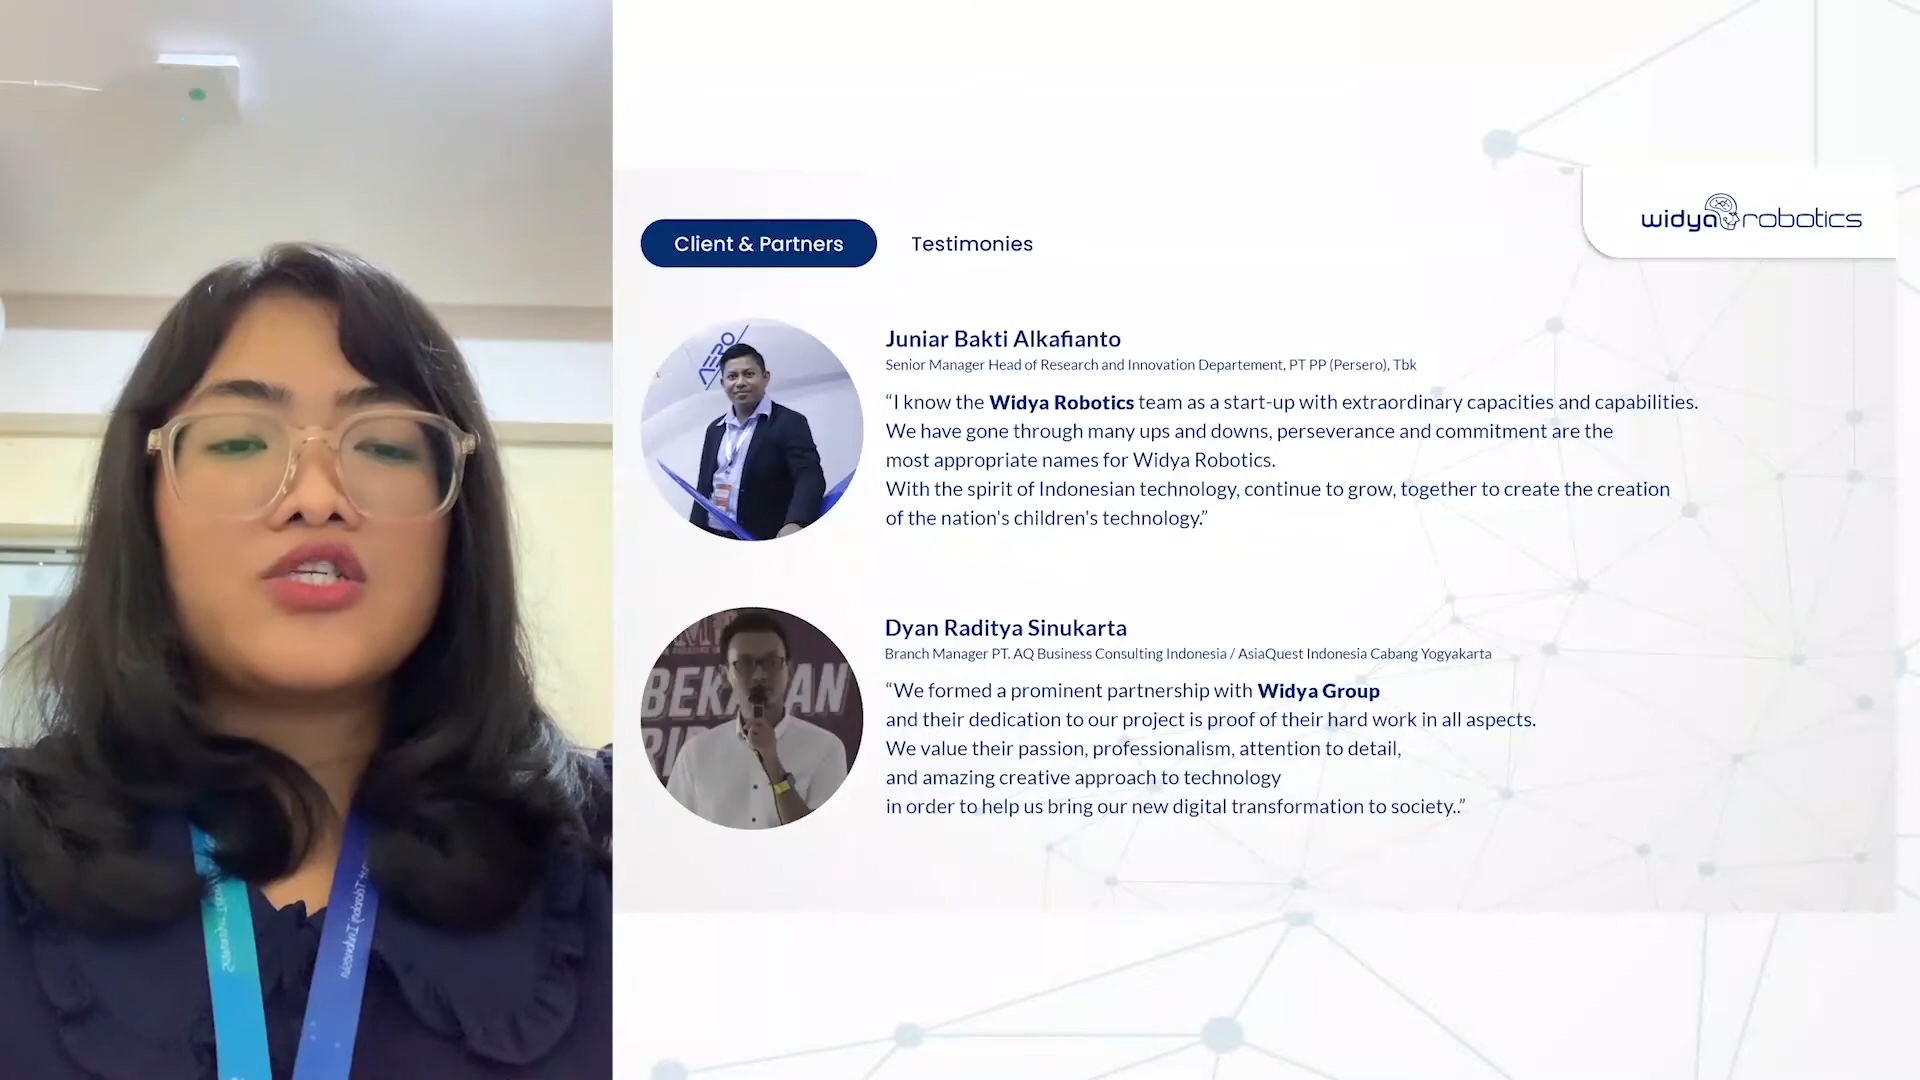 widya robotics
Client & Partners
Testimonies
AERO
Juniar Bakti Alkafianto
Senior Manager Head of Research and Innovation Departement, PT PP (Persero), Tbk
“I know the Widya Robotics team as a start-up with extraordinary capacities and capabilities.
We have gone through many ups and downs, perseverance and commitment are the
most appropriate names for Widya Robotics.
With the spirit of Indonesian technology, continue to grow, together to create the creation
of the nation's children's technology.”
Dyan Raditya Sinukarta
Branch Manager PT. AQ Business Consulting Indonesia / AsiaQuest Indonesia Cabang Yogyakarta
“We formed a prominent partnership with Widya Group
and their dedication to our project is proof of their hard work in all aspects.
We value their passion, professionalism, attention to detail,
and amazing creative approach to technology
in order to help us bring our new digital transformation to society..”